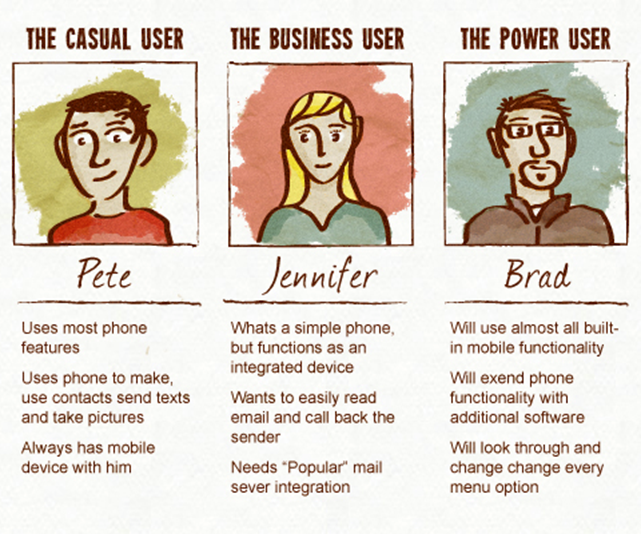 THE CASUAL USER
Pete
Uses most phone
features
Uses phone to make,
use contacts send texts
and take pictures
Always has mobile
device with him
THE BUSINESS USER
Jennifer
Whats a simple phone,
but functions as an
integrated device
Wants to easily read
email and call back the
sender
Needs “Popular” mail
sever integration
THE POWER USER
Brad
Will use almost all built-
in mobile functionality
Will exend phone
functionality with
additional software
Will look through and
change change every
menu option